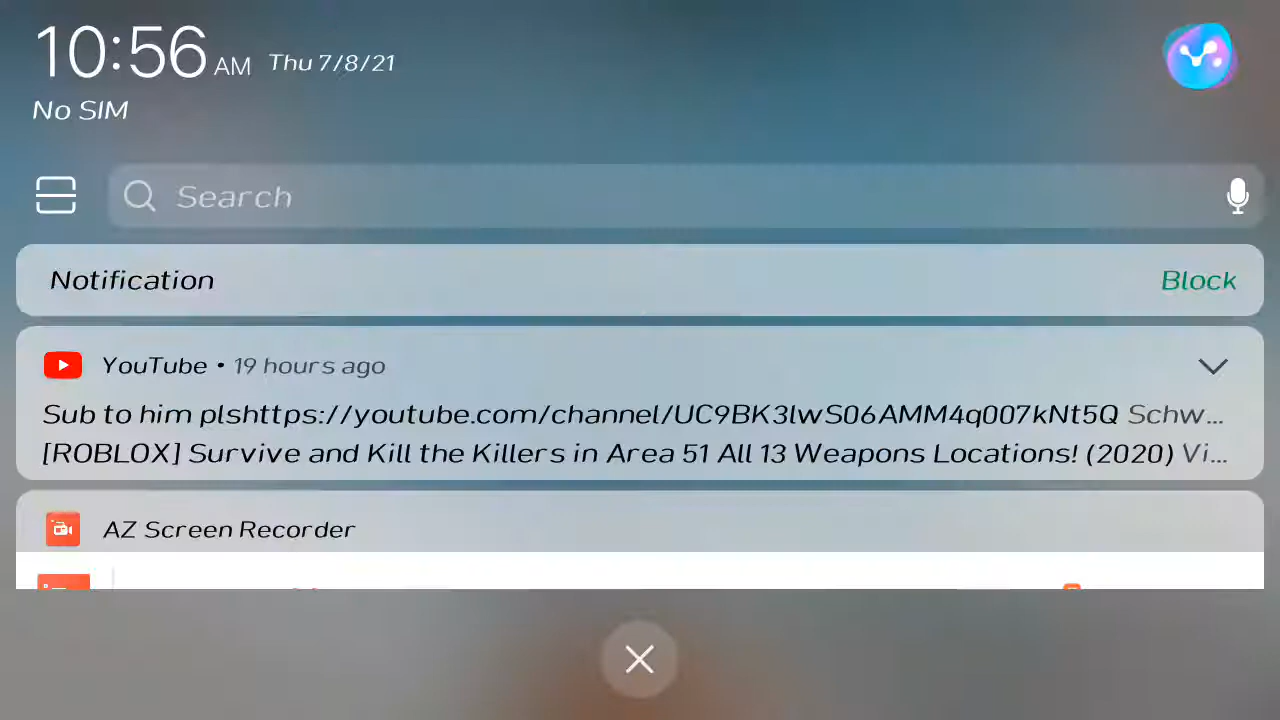 10:56 AM Thu 7/8/21
No SIM
Search
Notification Block
YouTube • 19 hours ago
Sub to him plshttps://youtube.com/channel/UC9BK3lwS06AMM4q007kNt5Q Schw...
[ROBLOX] Survive and Kill the Killers in Area 51 All 13 Weapons Locations! (2020) Vi...
AZ Screen Recorder